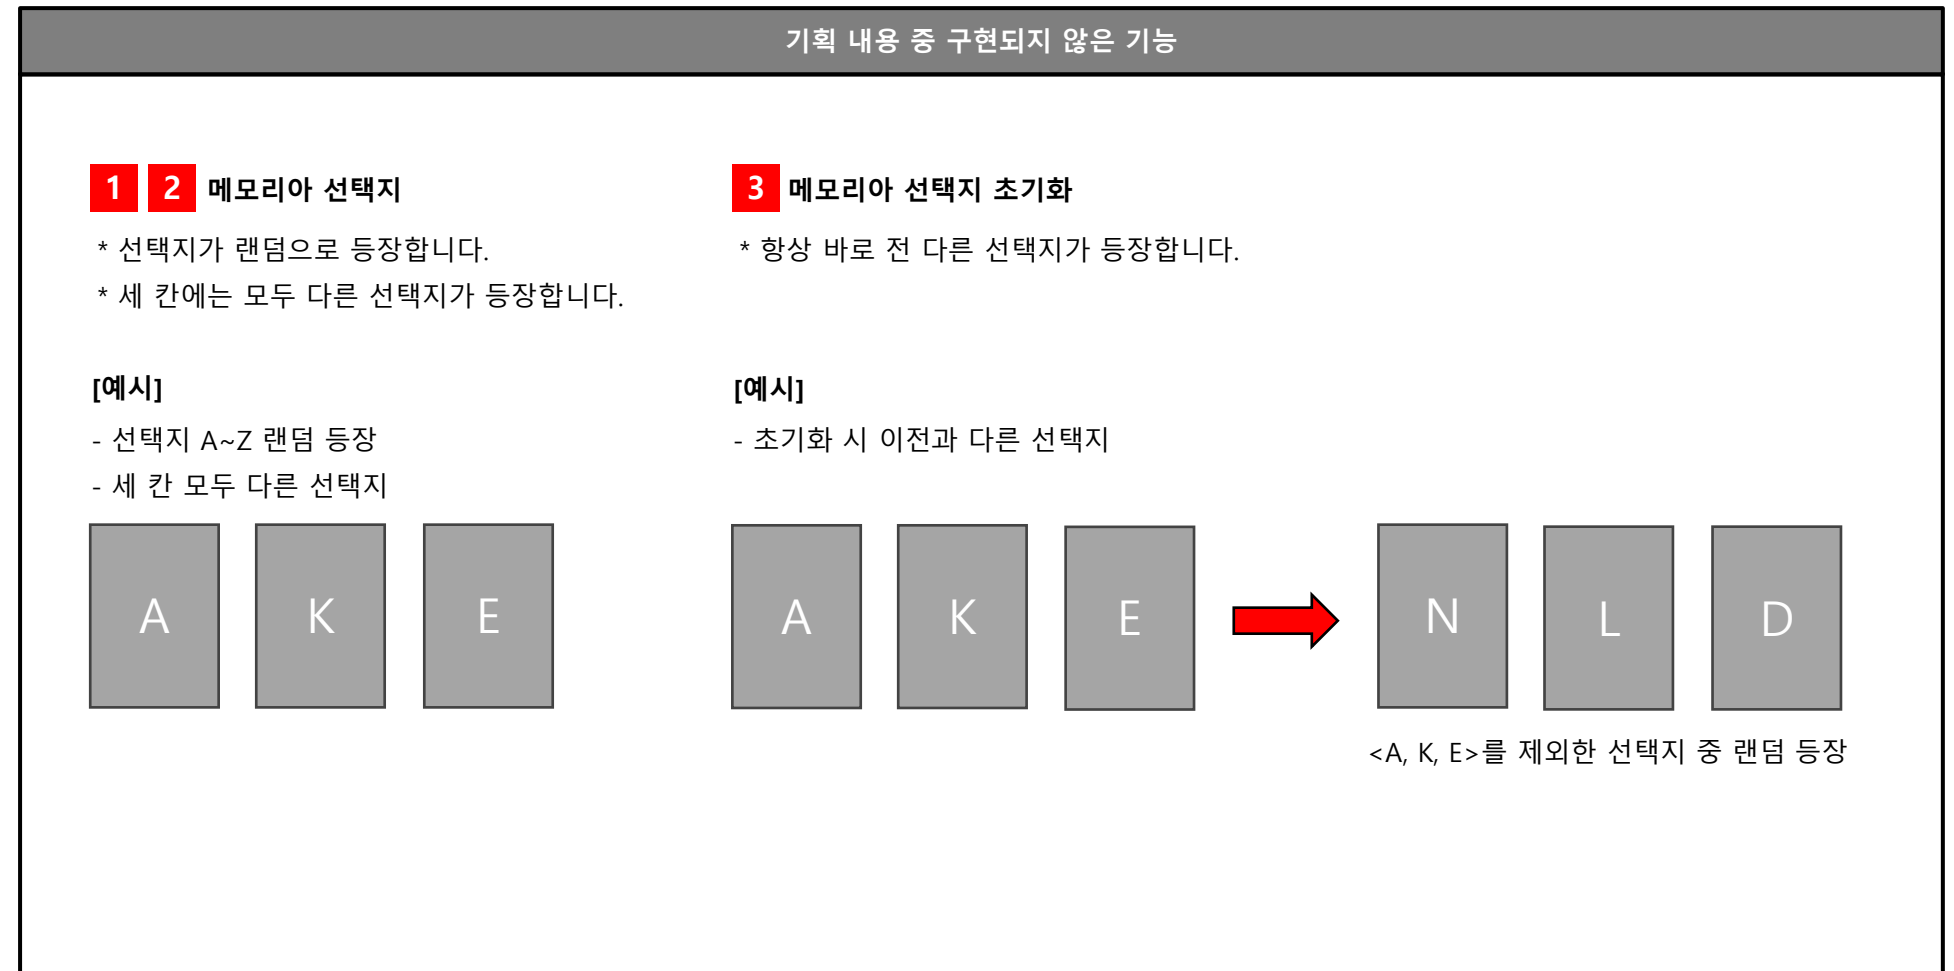 기획 내용 중 구현되지 않은 기능
1 2 메모리아 선택지
* 선택지가 랜덤으로 등장합니다.
* 세 칸에는 모두 다른 선택지가 등장합니다.
[예시]
- 선택지 A~Z 랜덤 등장
- 세 칸 모두 다른 선택지
A K E
3 메모리아 선택지 초기화
* 항상 바로 전 다른 선택지가 등장합니다.
[예시]
- 초기화 시 이전과 다른 선택지
A K E N L D
<A, K, E>를 제외한 선택지 중 랜덤 등장